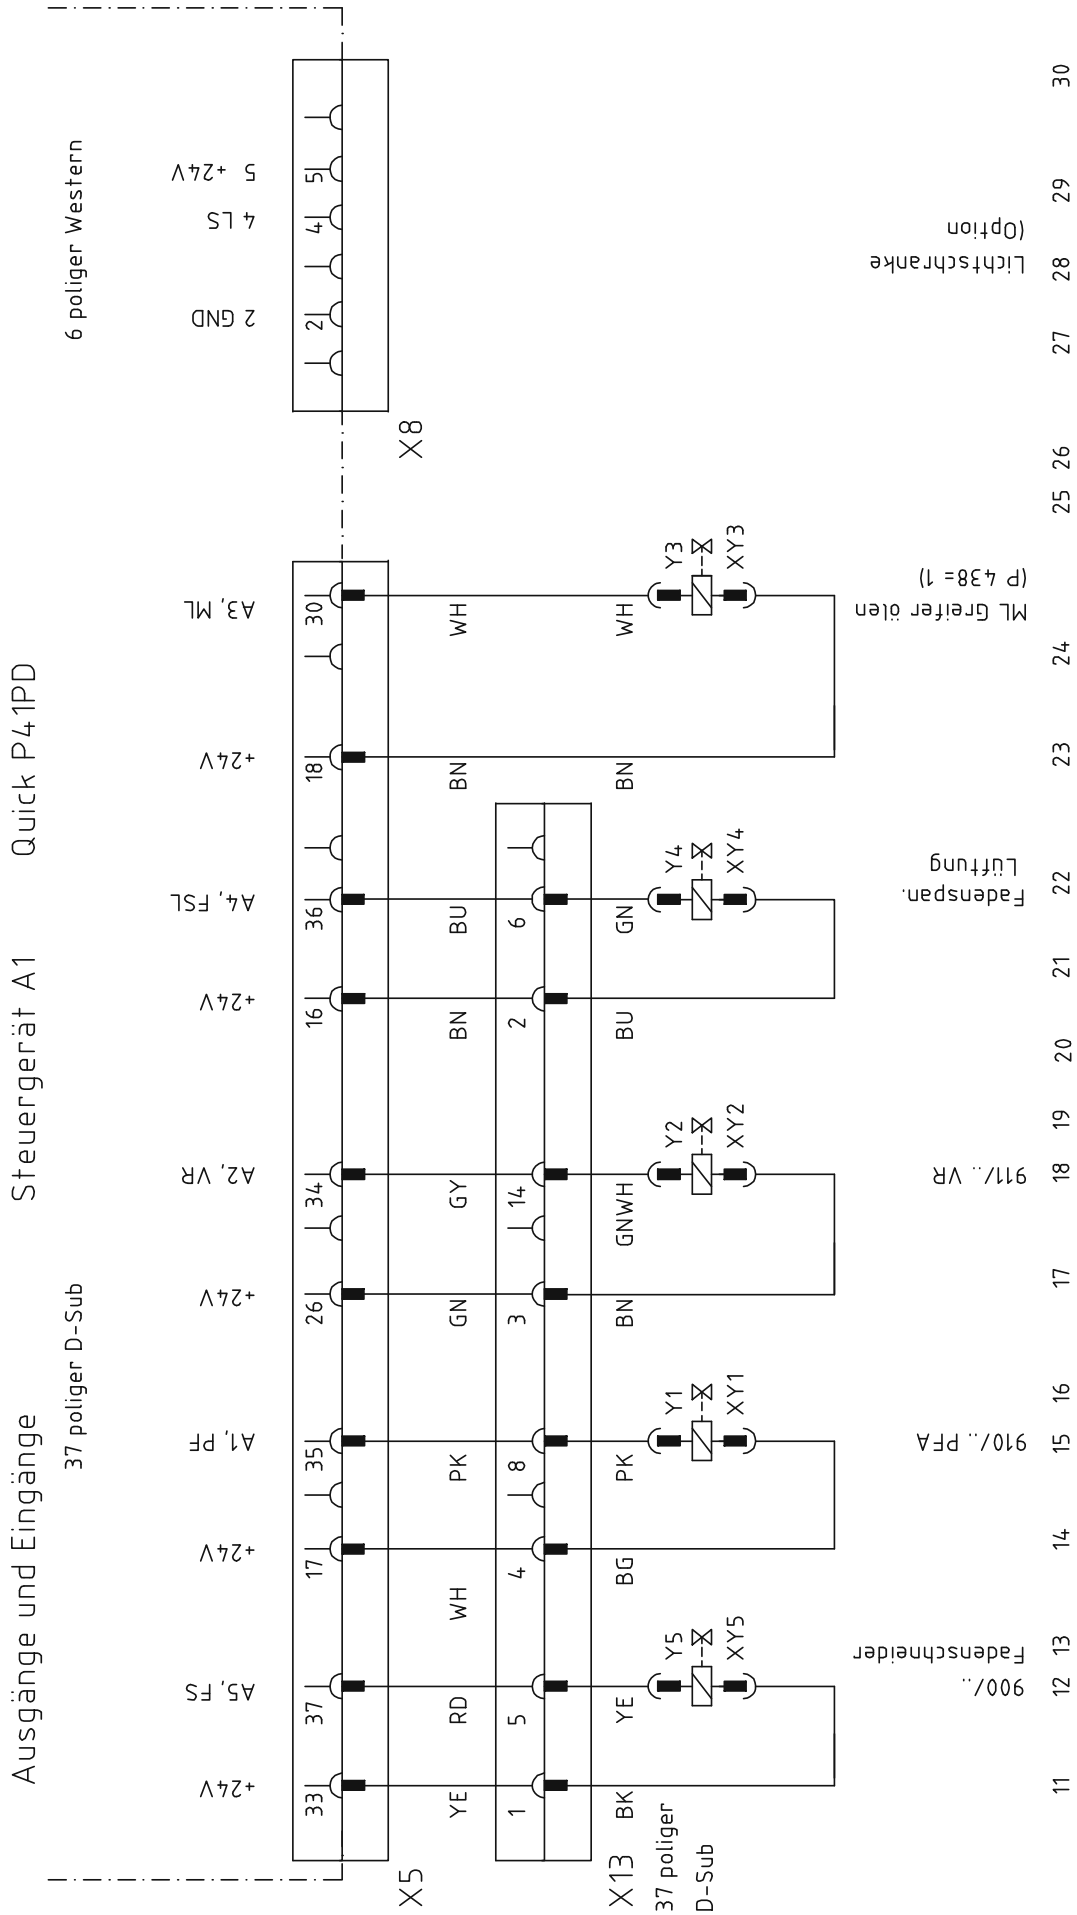 Ausgänge und Eingänge Steuergerät A1 Quick P41PD
37 poliger D-Sub
6 poliger Western
+24V
A5, FS
+24V
A1, PF
+24V
A2, VR
+24V
A4, FSL
+24V
A3, ML
2 GND
4 LS
5 +24V
33
37
17
35
26
34
16
36
18
30
2
4
5
X5
X8
YE
RD
WH
PK
GN
GY
BN
BU
BN
WH
1
5
4
8
3
14
2
6
X13
37 poliger
D-Sub
BK
YE
BG
PK
BN
GNWH
BU
GN
BN
WH
Y5
XY5
Y1
XY1
Y2
XY2
Y4
XY4
Y3
XY3
900/..
Fadenschneider
910/.. PFA
911/.. VR
Fadenspan.
Lüftung
ML Greifer ölen
(P 438= 1)
Lichtschranke
(Option
11 12 13 14 15 16 17 18 19 20 21 22 23 24 25 26 27 28 29 30